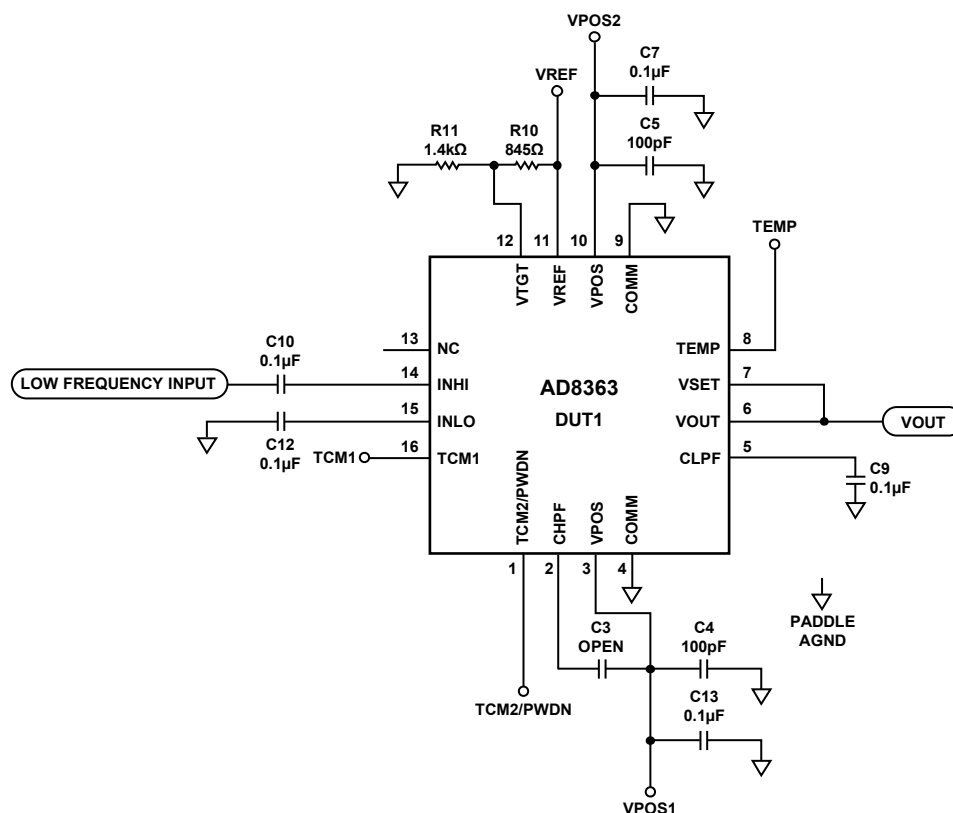 VPOS2
C7
0.1µF
VREF
C5
100pF
R11
1.4kΩ
R10
845Ω
TEMP
12
11
10
9
VTGT
VREF
VPOS
COMM
C10
0.1µF
13
NC
TEMP
8
LOW FREQUENCY INPUT
14
INHI
AD8363
VSET
7
15
INLO
DUT1
VOUT
6
VOUT
C12
0.1µF
TCM1
16
TCM1
CLPF
5
C9
0.1µF
TCM2/PWDN
CHPF
VPOS
COMM
1
2
3
4
PADDLE
AGND
C3
OPEN
C4
100pF
TCM2/PWDN
C13
0.1µF
VPOS1